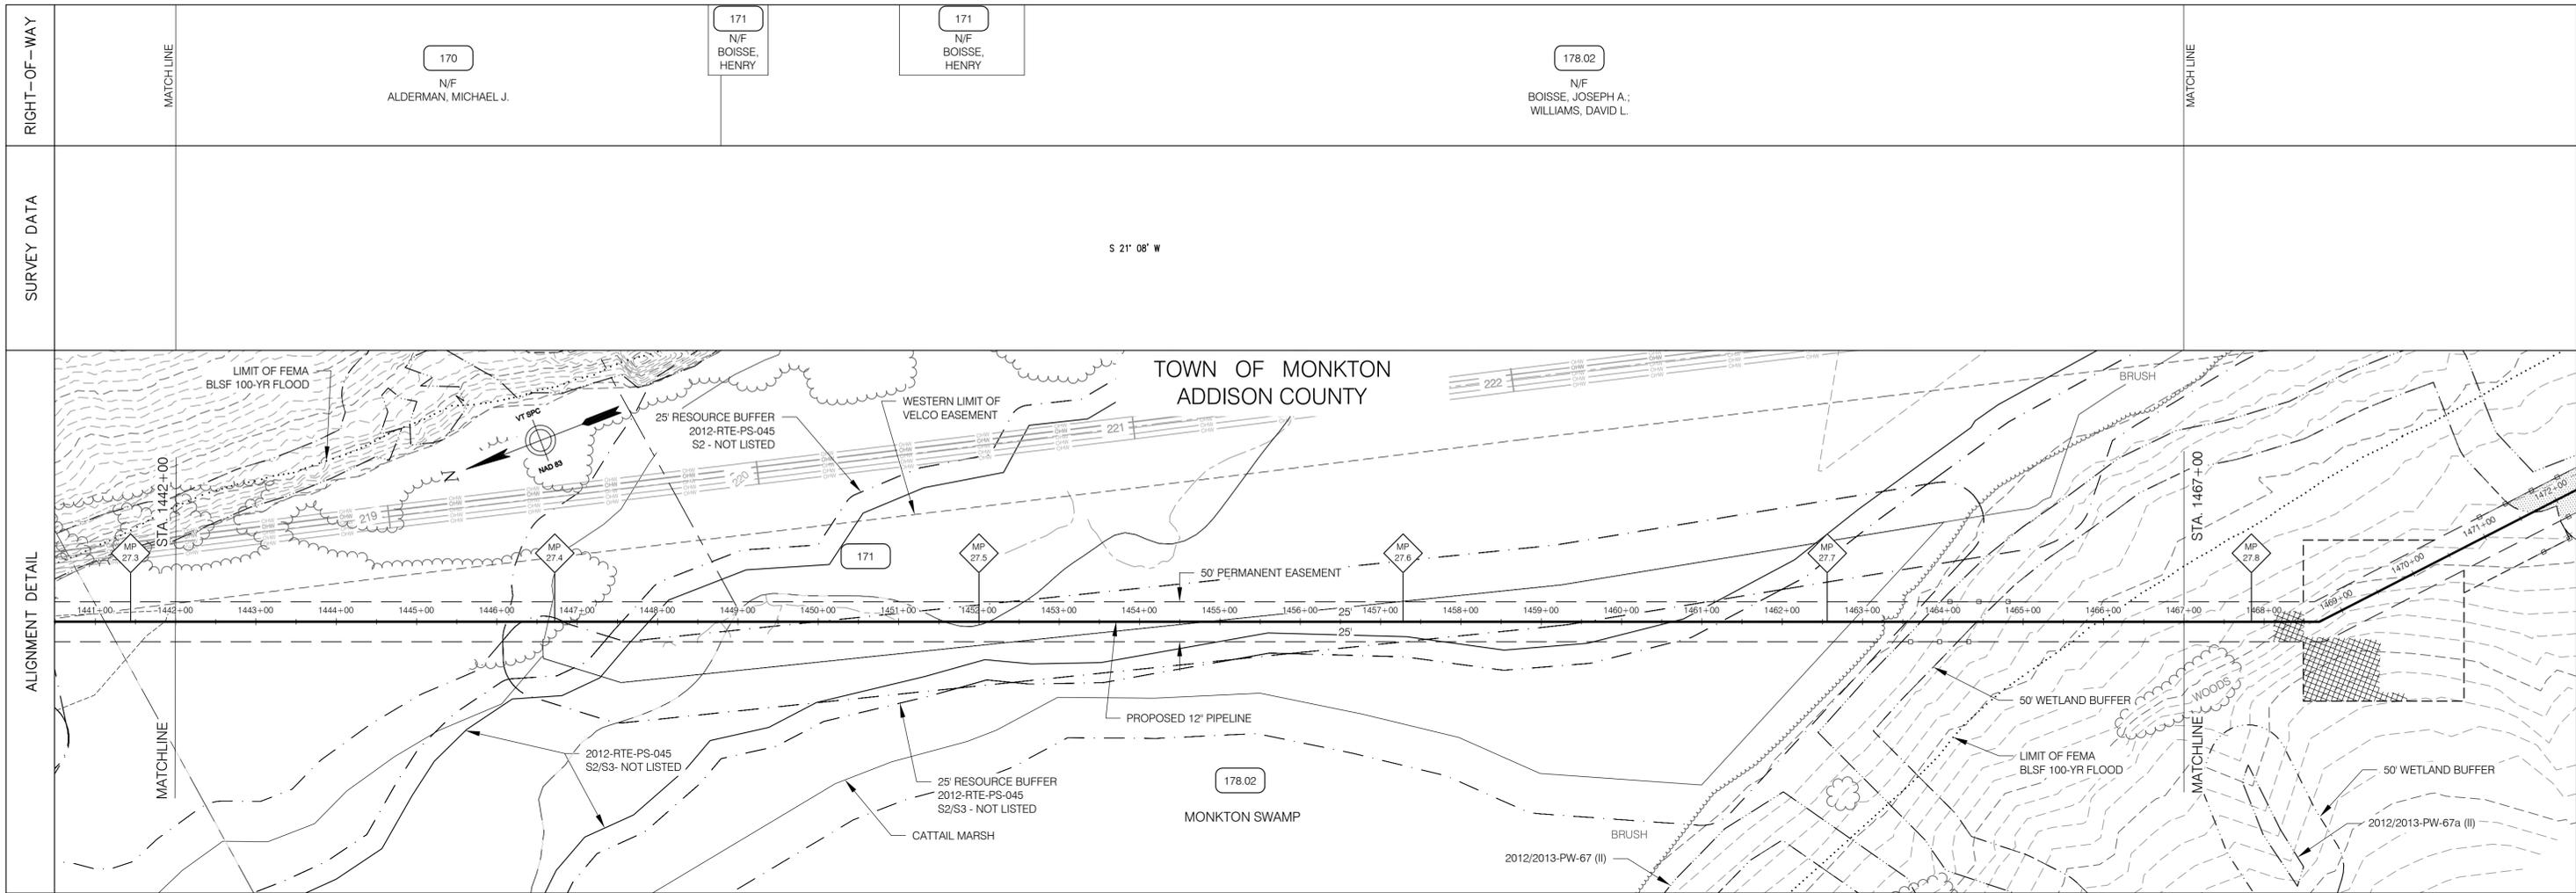 RIGHT-OF-WAY
MATCH LINE
170
N/F
ALDERMAN, MICHAEL J.
171
N/F
BOISSE,
HENRY
171
N/F
BOISSE,
HENRY
178.02
N/F
BOISSE, JOSEPH A.;
WILLIAMS, DAVID L.
MATCH LINE
SURVEY DATA
S 21° 08' W
ALIGNMENT DETAIL
TOWN OF MONKTON
ADDISON COUNTY
LIMIT OF FEMA
BLSF 100-YR FLOOD
VT SPC
NAD 83
N
25' RESOURCE BUFFER
2012-RTE-PS-045
S2 - NOT LISTED
WESTERN LIMIT OF
VELCO EASEMENT
219
220
221
222
BRUSH
STA. 1442+00
STA. 1467+00
MP
27.3
MP
27.4
171
MP
27.5
MP
27.6
MP
27.7
MP
27.8
50' PERMANENT EASEMENT
1441+00
1442+00
1443+00
1444+00
1445+00
1446+00
1447+00
1448+00
1449+00
1450+00
1451+00
1452+00
1453+00
1454+00
1455+00
1456+00
1457+00
1458+00
1459+00
1460+00
1461+00
1462+00
1463+00
1464+00
1465+00
1466+00
1467+00
1468+00
1469+00
1470+00
1471+00
1472+00
25'
25'
PROPOSED 12" PIPELINE
MATCHLINE
2012-RTE-PS-045
S2/S3- NOT LISTED
25' RESOURCE BUFFER
2012-RTE-PS-045
S2/S3 - NOT LISTED
CATTAIL MARSH
178.02
MONKTON SWAMP
50' WETLAND BUFFER
WOODS
LIMIT OF FEMA
BLSF 100-YR FLOOD
MATCHLINE
50' WETLAND BUFFER
2012/2013-PW-67a (II)
BRUSH
2012/2013-PW-67 (II)